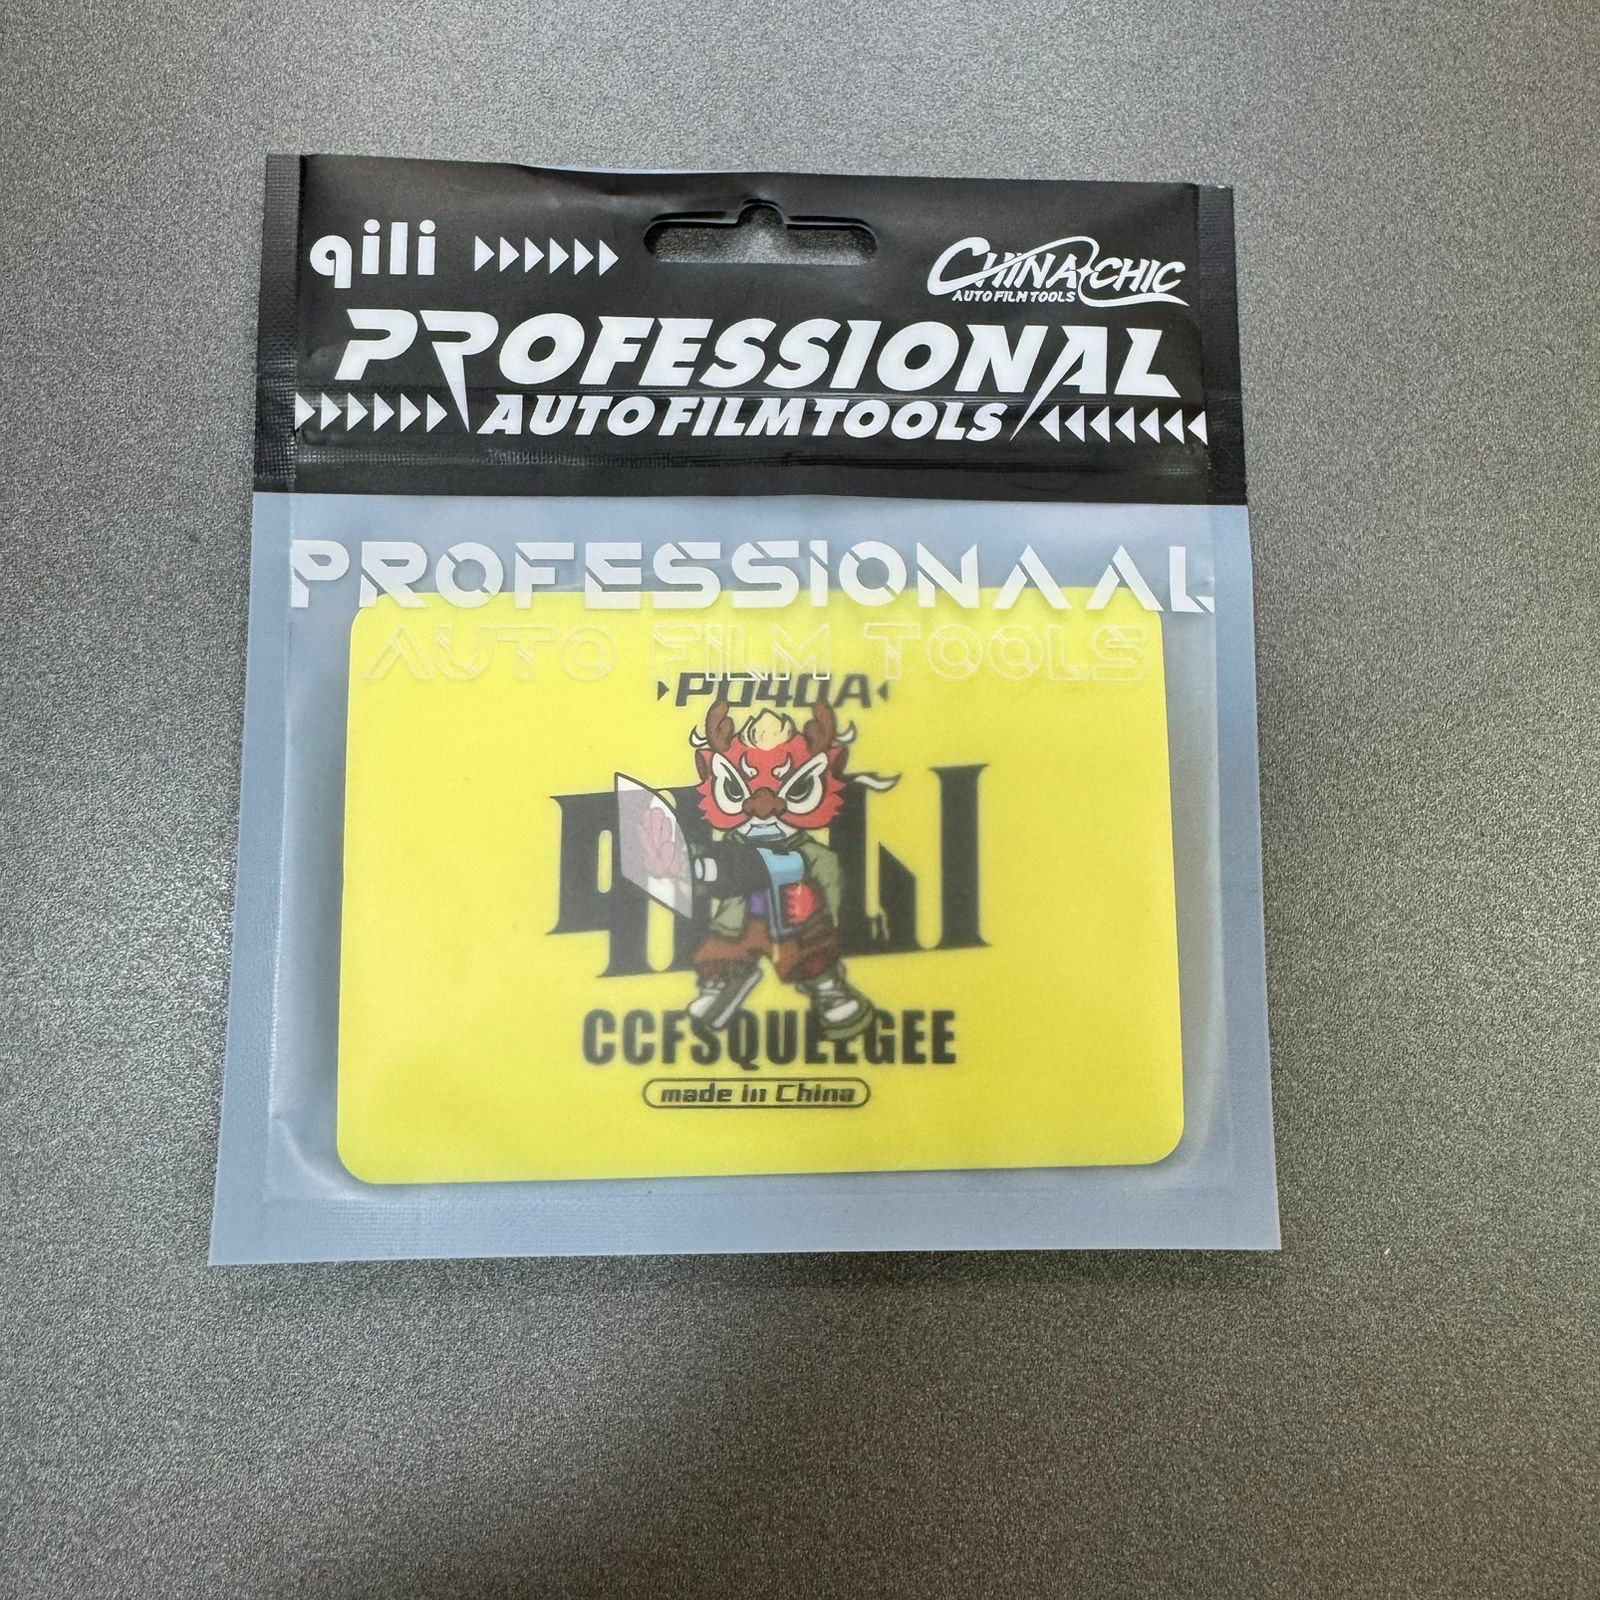 qili
CHINA-CHIC
AUTO FILM TOOLS
PROFESSIONAL
AUTO FILM TOOLS
PROFESSIONAAL
AUTO FILM TOOLS
P040A
qili
CCFSQUEEGEE
made in China